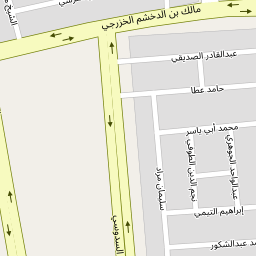 مالك بن الدخشم الخزرجي
عبدالقادر الصديقي
حامد عطا
محمد أبي ياسر
عبدالواحد الجوهري
نجم الدين الطوفي
سليمان مراد
إبراهيم التيمي
السدوسي
عبدالشكور